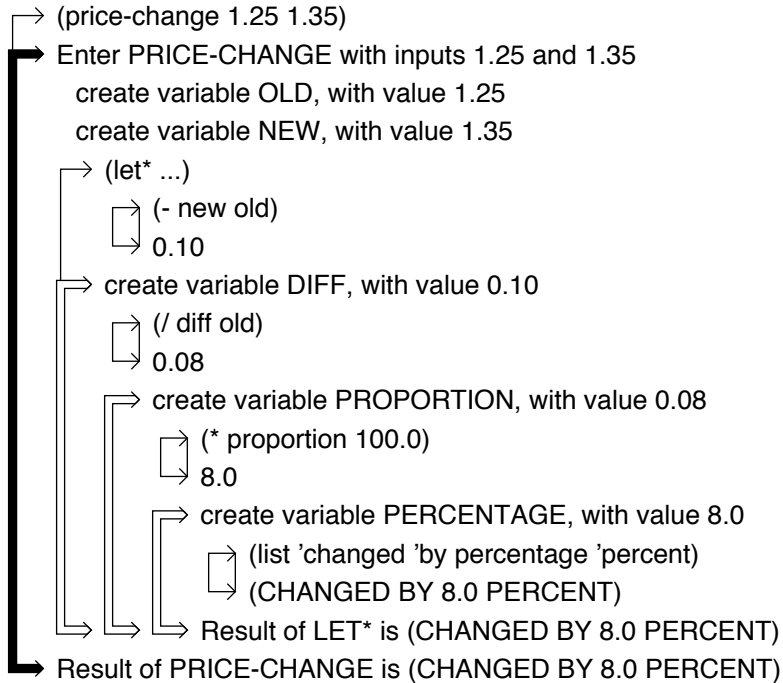 (price-change 1.25 1.35)
Enter PRICE-CHANGE with inputs 1.25 and 1.35
create variable OLD, with value 1.25
create variable NEW, with value 1.35
(let* ...)
(- new old)
0.10
create variable DIFF, with value 0.10
(/ diff old)
0.08
create variable PROPORTION, with value 0.08
(* proportion 100.0)
8.0
create variable PERCENTAGE, with value 8.0
(list ’changed ’by percentage ’percent)
(CHANGED BY 8.0 PERCENT)
Result of LET* is (CHANGED BY 8.0 PERCENT)
Result of PRICE-CHANGE is (CHANGED BY 8.0 PERCENT)